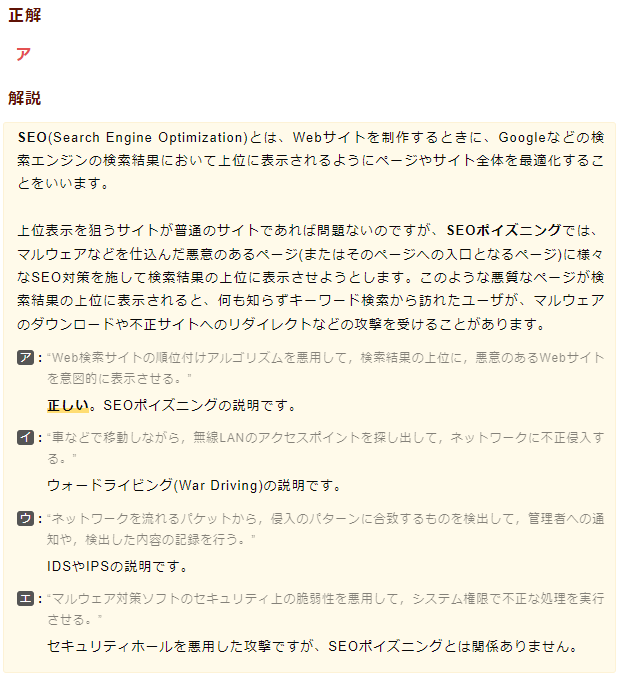 正解
ア
解説
SEO(Search Engine Optimization)とは、Webサイトを制作するときに、Googleなどの検
索エンジンの検索結果において上位に表示されるようにページやサイト全体を最適化するこ
とをいいます。
上位表示を狙うサイトが普通のサイトであれば問題ないのですが、SEOポイズニングでは、
マルウェアなどを仕込んだ悪意のあるページ(またはそのページへの入口となるページ)に様々
なSEO対策を施して検索結果の上位に表示させようとします。このような悪質なページが検
索結果の上位に表示されると、何も知らずキーワード検索から訪れたユーザが、マルウェア
のダウンロードや不正サイトへのリダイレクトなどの攻撃を受けることがあります。
ア:“Web検索サイトの順位付けアルゴリズムを悪用して，検索結果の上位に，悪意のあるWebサイト
を意図的に表示させる。”
正しい。SEOポイズニングの説明です。
イ:“車などで移動しながら，無線LANのアクセスポイントを探し出して，ネットワークに不正侵入す
る。”
ウォードライビング(War Driving)の説明です。
ウ:“ネットワークを流れるパケットから，侵入のパターンに合致するものを検出して，管理者への通
知や，検出した内容の記録を行う。”
IDSやIPSの説明です。
エ:“マルウェア対策ソフトのセキュリティ上の脆弱性を悪用して，システム権限で不正な処理を実行
させる。”
セキュリティホールを悪用した攻撃ですが、SEOポイズニングとは関係ありません。